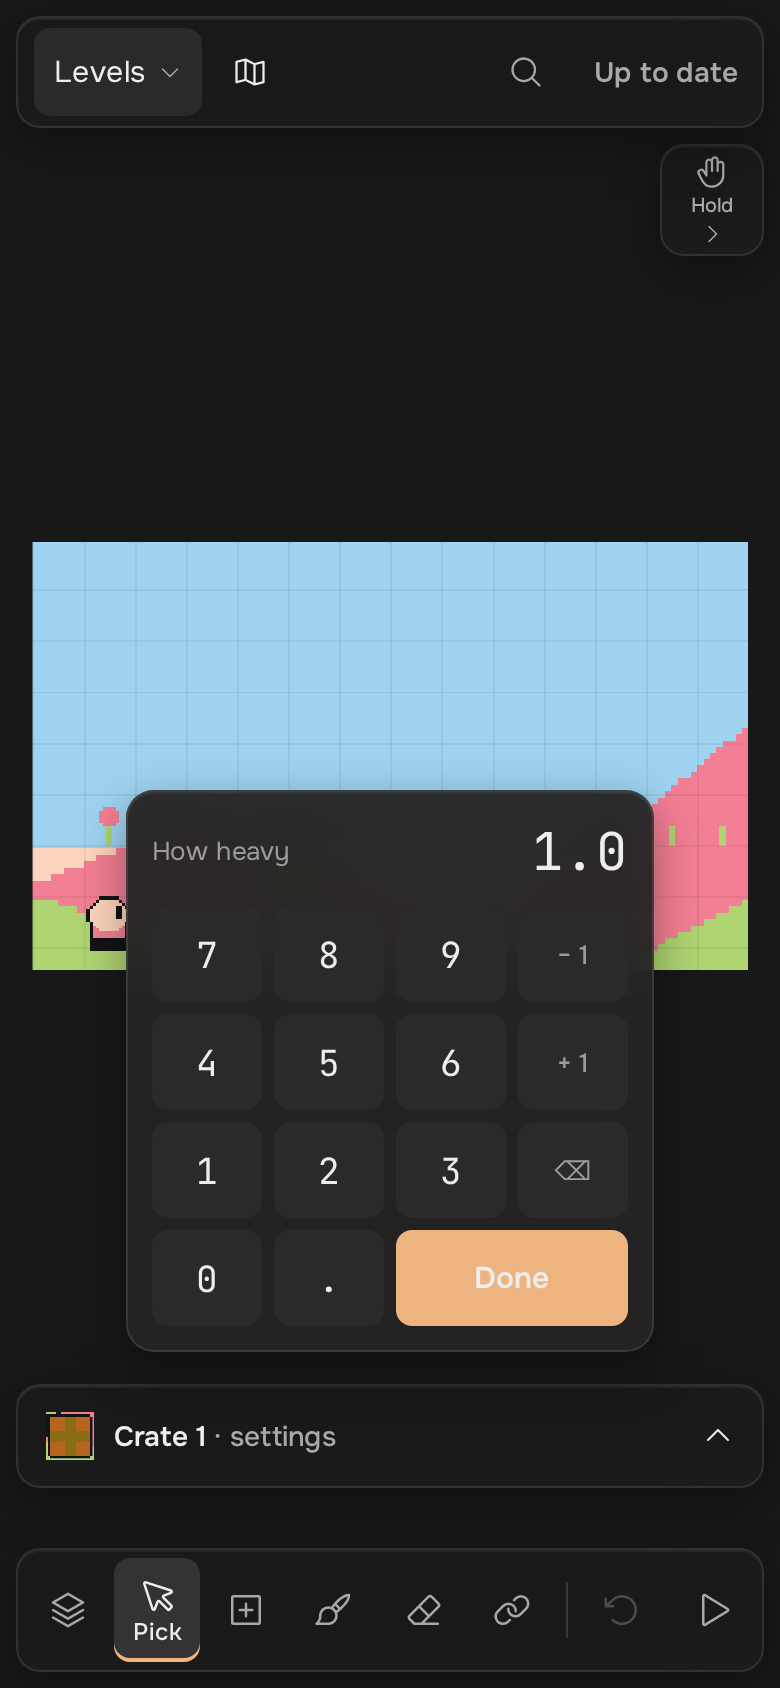 Levels
Up to date
Hold
How heavy 1.0
7 8 9 − 1
4 5 6 + 1
1 2 3 ⌫
0 . Done
Crate 1 · settings
Pick